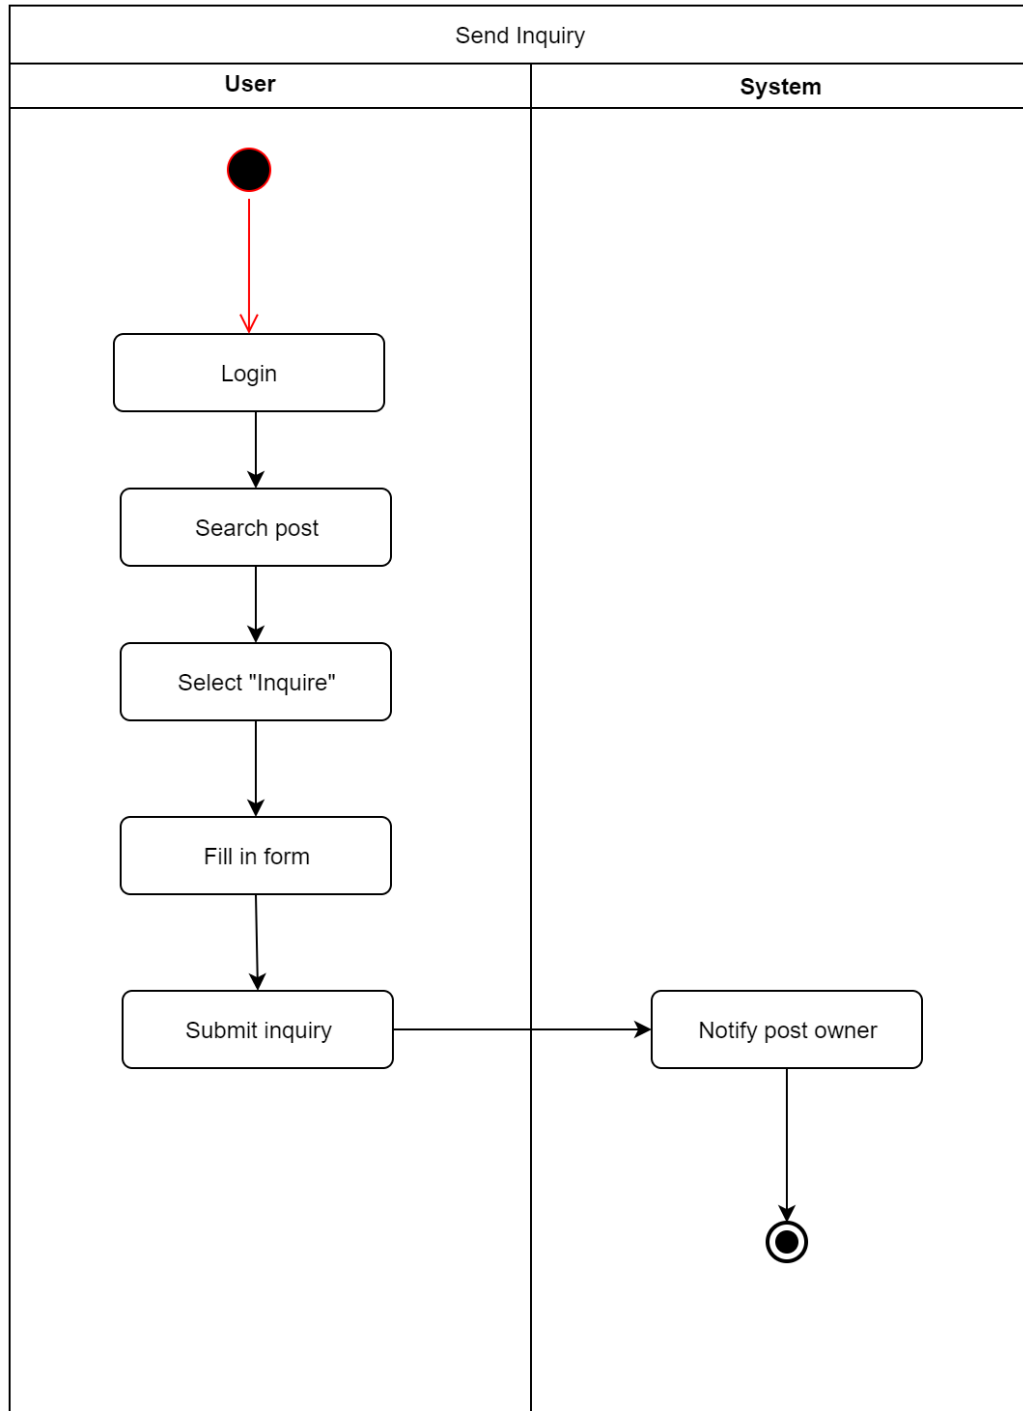 Send Inquiry
User
System
Login
Search post
Select "Inquire"
Fill in form
Submit inquiry
Notify post owner